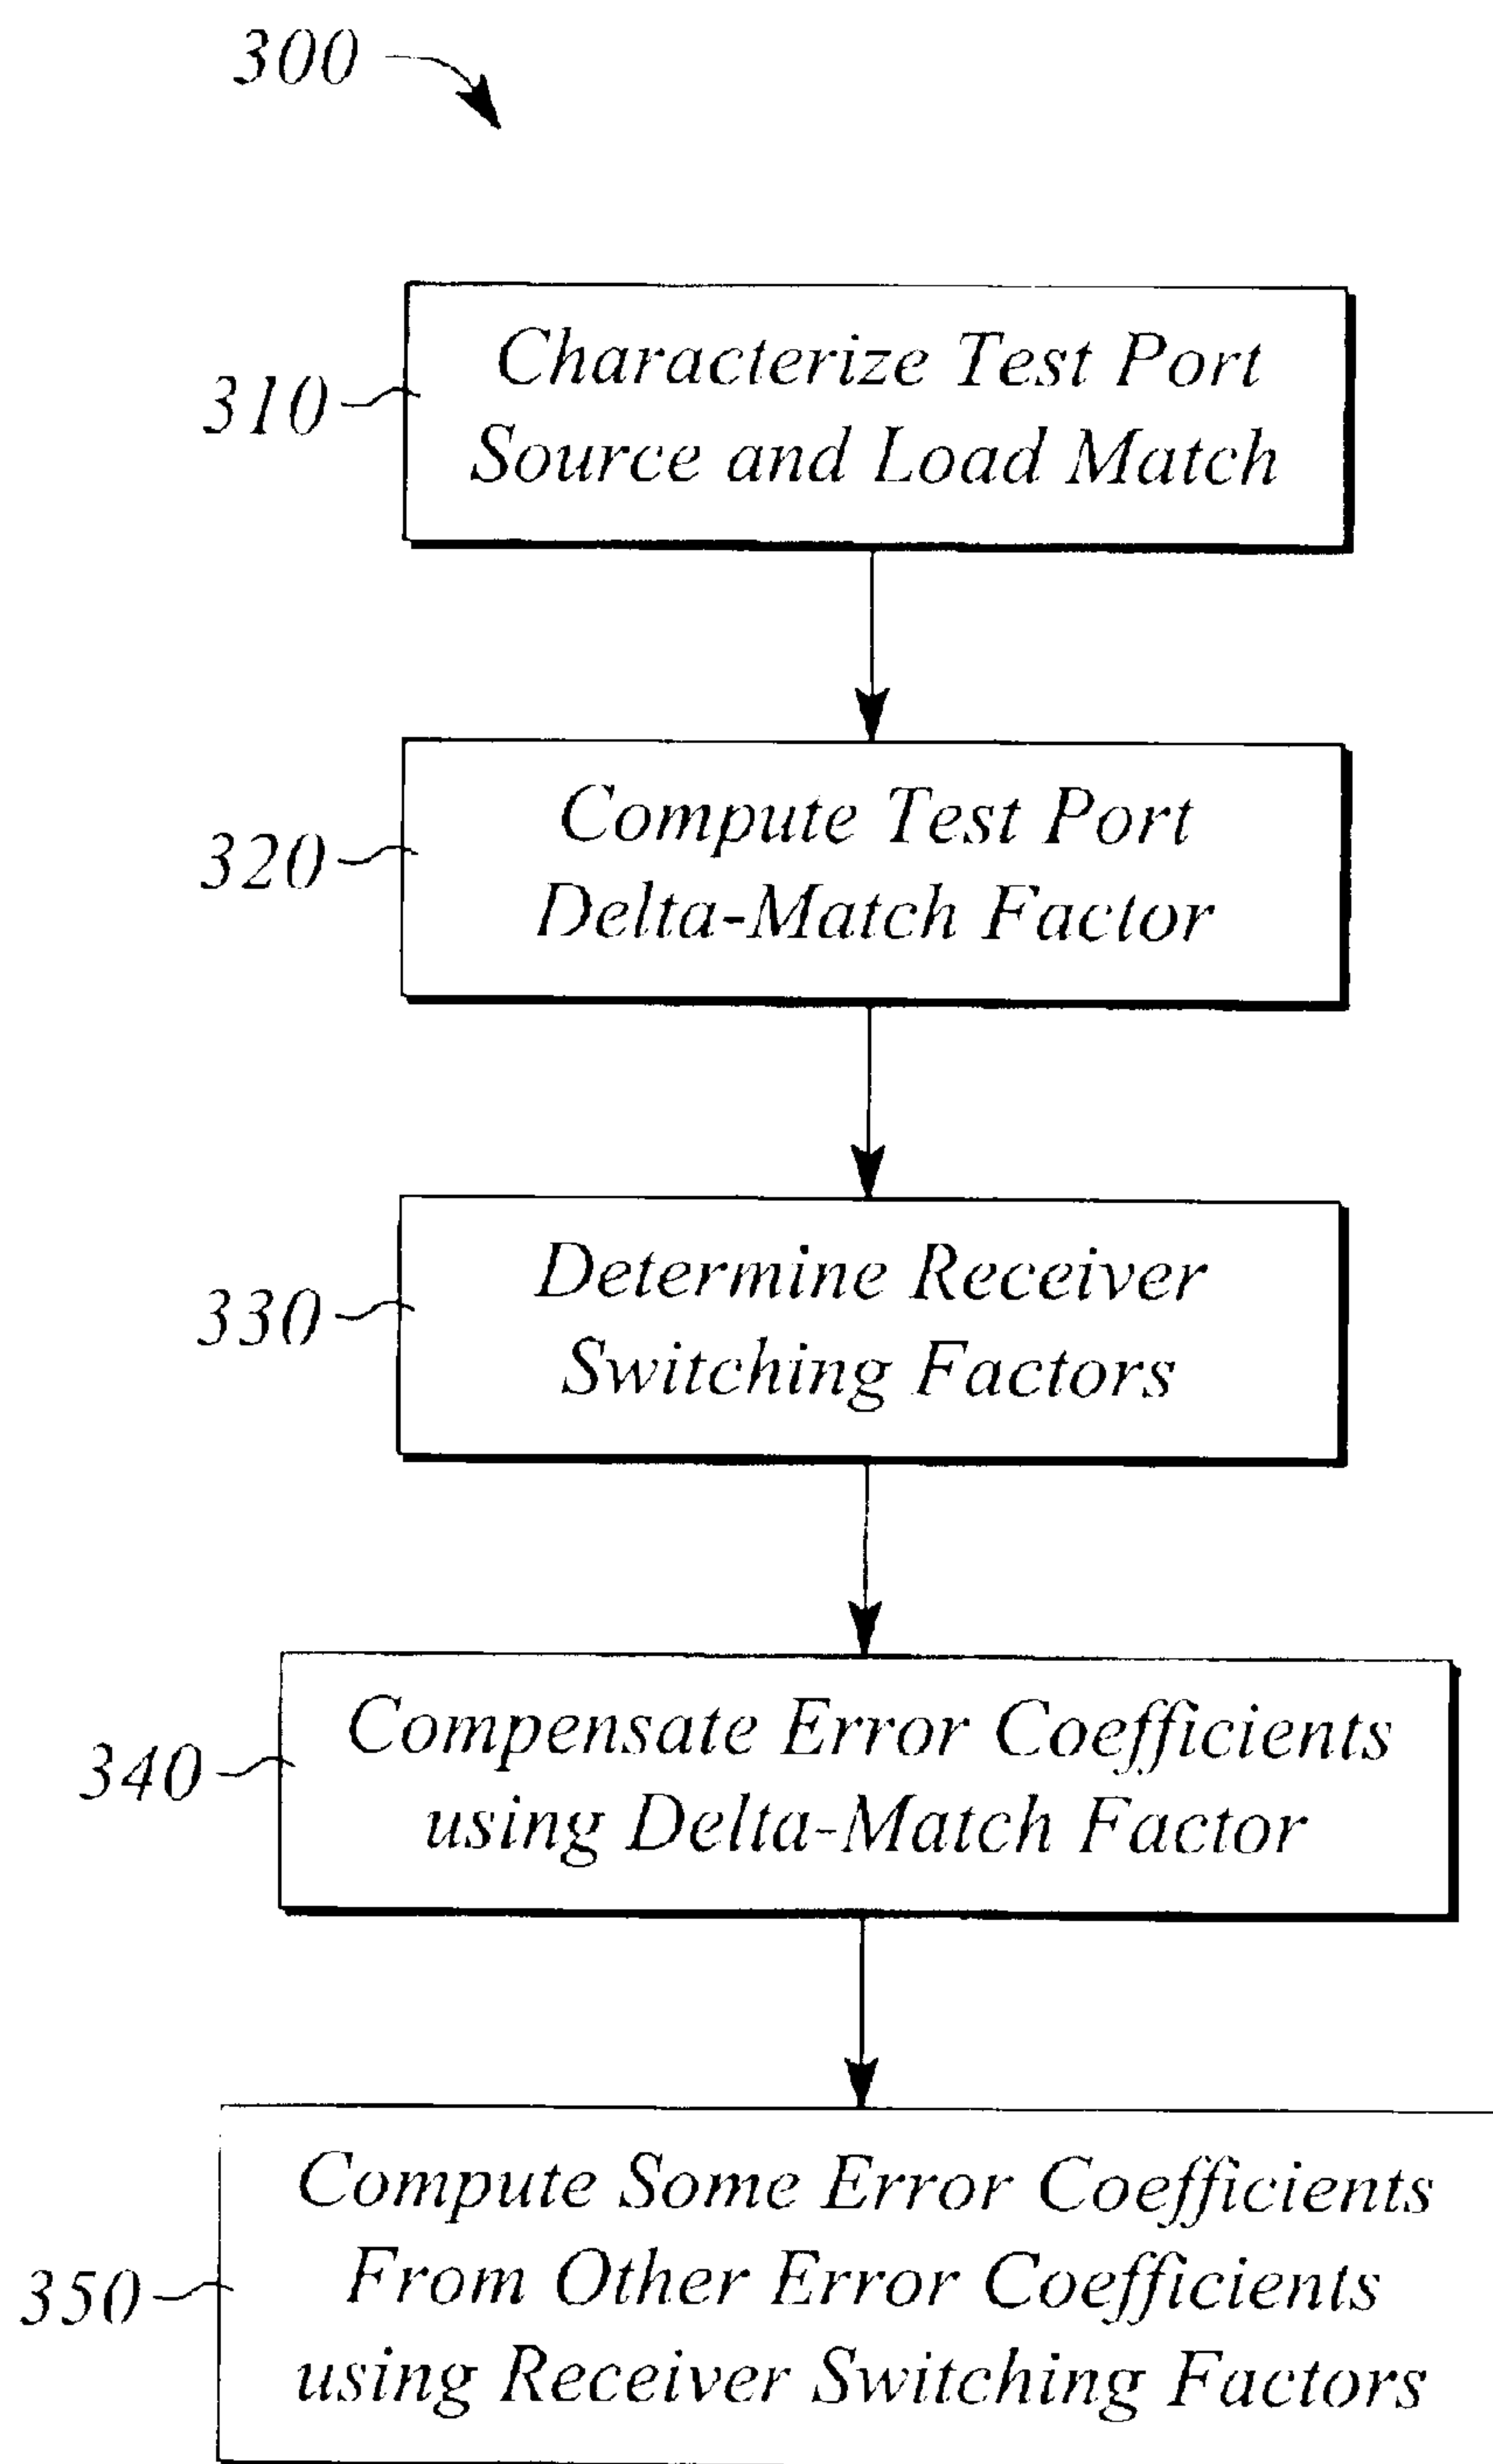 300
310
Characterize Test Port
Source and Load Match
320
Compute Test Port
Delta-Match Factor
330
Determine Receiver
Switching Factors
340
Compensate Error Coefficients
using Delta-Match Factor
350
Compute Some Error Coefficients
From Other Error Coefficients
using Receiver Switching Factors